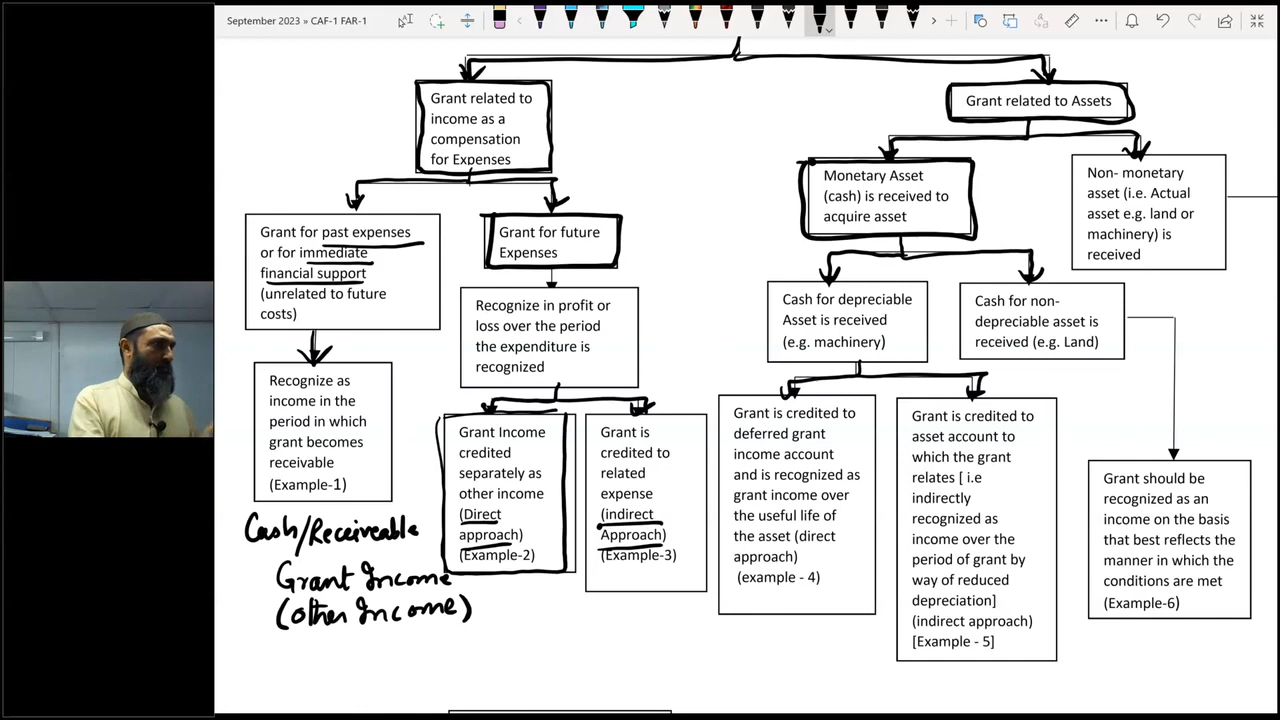 September 2023 » CAF-1 FAR-1
Grant related to
income as a
compensation
for Expenses
Grant related to Assets
Grant for past expenses
or for immediate
financial support
(unrelated to future
costs)
Grant for future
Expenses
Monetary Asset
(cash) is received to
acquire asset
Non- monetary
asset (i.e. Actual
asset e.g. land or
machinery) is
received
Recognize as
income in the
period in which
grant becomes
receivable
(Example-1)
Recognize in profit or
loss over the period
the expenditure is
recognized
Cash for depreciable
Asset is received
(e.g. machinery)
Cash for non-
depreciable asset is
received (e.g. Land)
Grant Income
credited
separately as
other income
(Direct
approach)
(Example-2)
Grant is
credited to
related
expense
(indirect
Approach)
(Example-3)
Grant is credited to
deferred grant
income account
and is recognized as
grant income over
the useful life of
the asset (direct
approach)
(example - 4)
Grant is credited to
asset account to
which the grant
relates [ i.e
indirectly
recognized as
income over the
period of grant by
way of reduced
depreciation]
(indirect approach)
[Example - 5]
Grant should be
recognized as an
income on the basis
that best reflects the
manner in which the
conditions are met
(Example-6)
Cash/Receiveable
Grant Income
(other Income)